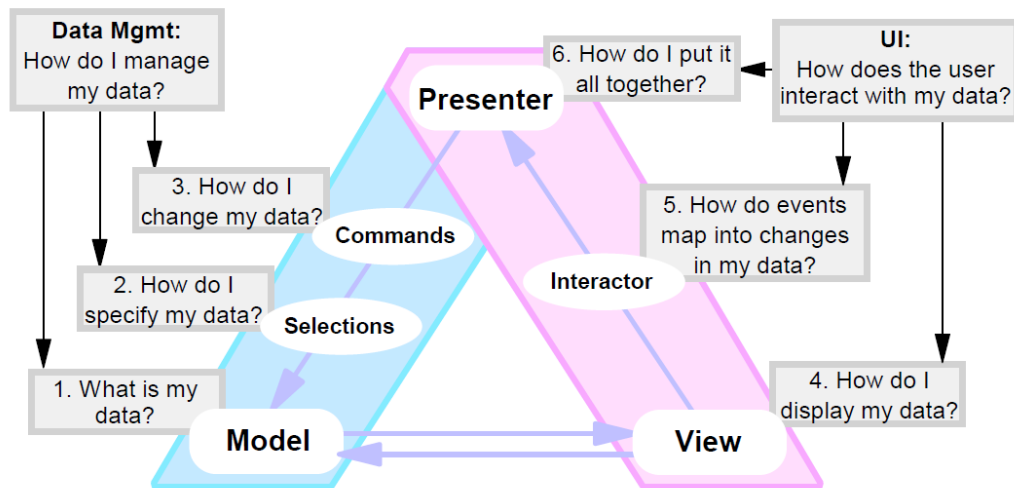 Data Mgmt:
How do I manage
my data?
6. How do I put it
all together?
UI:
How does the user
interact with my data?
Presenter
3. How do I
change my data?
5. How do events
map into changes
in my data?
Commands
2. How do I
specify my data?
Interactor
Selections
1. What is my
data?
4. How do I
display my data?
Model
View